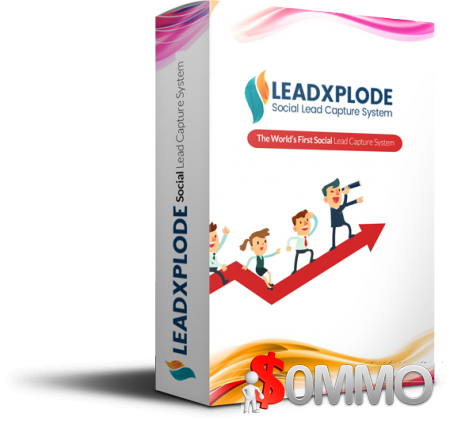 LEADXPLODE
Social Lead Capture System
The World's First Social Lead Capture System
LEADXPLODE Social Lead Capture System
$OMMO